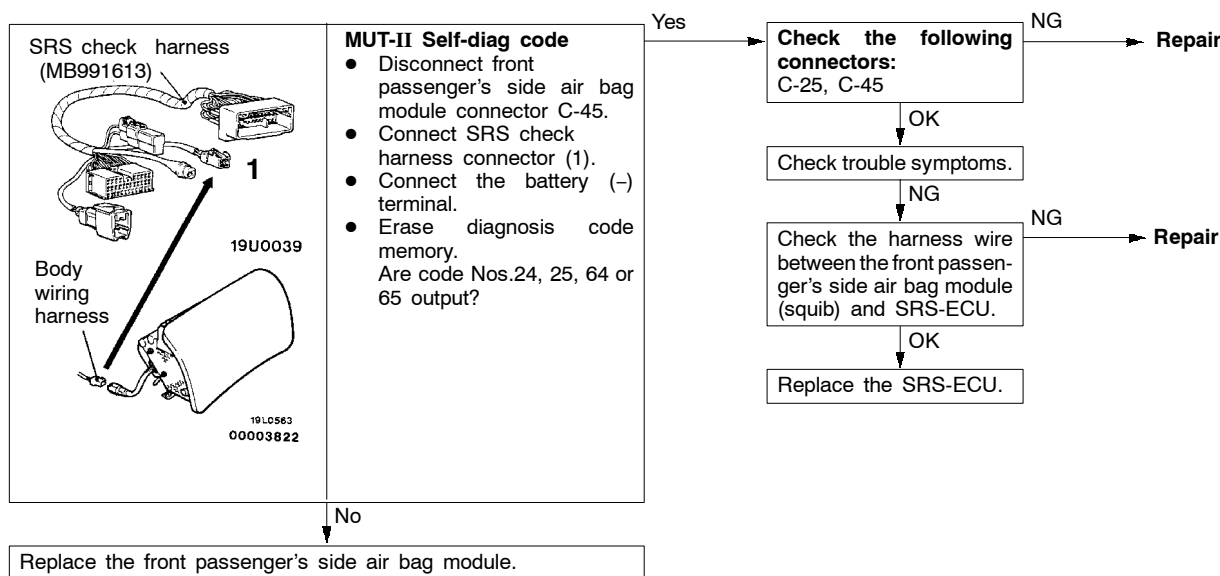 SRS check harness
(MB991613)
1
19U0039
Body
wiring
harness
19L0563
00003822
MUT-II Self-diag code
● Disconnect front
passenger's side air bag
module connector C-45.
● Connect SRS check
harness connector (1).
● Connect the battery (–)
terminal.
● Erase diagnosis code
memory.
Are code Nos.24, 25, 64 or
65 output?
Yes
Check the following
connectors:
C-25, C-45
NG
Repair
OK
Check trouble symptoms.
NG
Check the harness wire
between the front passen-
ger's side air bag module
(squib) and SRS-ECU.
NG
Repair
OK
Replace the SRS-ECU.
No
Replace the front passenger's side air bag module.